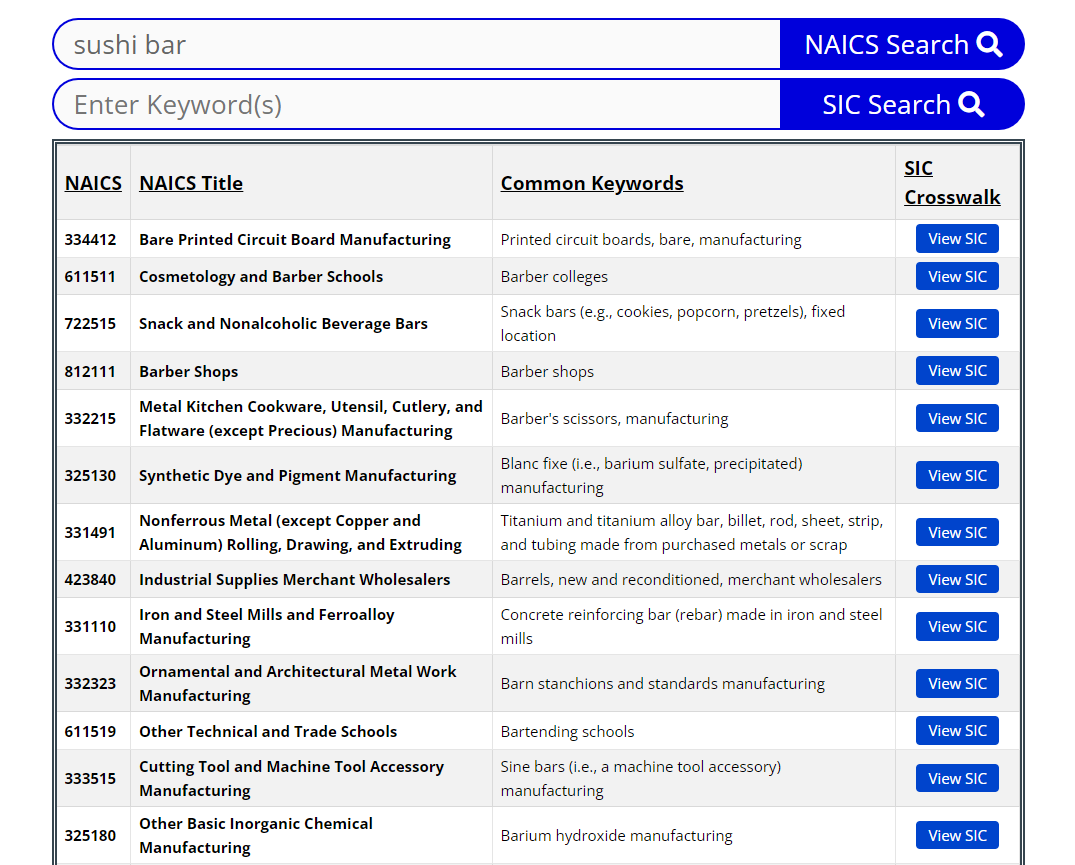 sushi bar
NAICS Search
Enter Keyword(s)
SIC Search
NAICS NAICS Title Common Keywords SIC
Crosswalk
334412 Bare Printed Circuit Board Manufacturing Printed circuit boards, bare, manufacturing View SIC
611511 Cosmetology and Barber Schools Barber colleges View SIC
722515 Snack and Nonalcoholic Beverage Bars Snack bars (e.g., cookies, popcorn, pretzels), fixed
location View SIC
812111 Barber Shops Barber shops View SIC
332215 Metal Kitchen Cookware, Utensil, Cutlery, and
Flatware (except Precious) Manufacturing Barber's scissors, manufacturing View SIC
325130 Synthetic Dye and Pigment Manufacturing Blanc fixe (i.e., barium sulfate, precipitated)
manufacturing View SIC
331491 Nonferrous Metal (except Copper and
Aluminum) Rolling, Drawing, and Extruding Titanium and titanium alloy bar, billet, rod, sheet, strip,
and tubing made from purchased metals or scrap View SIC
423840 Industrial Supplies Merchant Wholesalers Barrels, new and reconditioned, merchant wholesalers View SIC
331110 Iron and Steel Mills and Ferroalloy
Manufacturing Concrete reinforcing bar (rebar) made in iron and steel
mills View SIC
332323 Ornamental and Architectural Metal Work
Manufacturing Barn stanchions and standards manufacturing View SIC
611519 Other Technical and Trade Schools Bartending schools View SIC
333515 Cutting Tool and Machine Tool Accessory
Manufacturing Sine bars (i.e., a machine tool accessory)
manufacturing View SIC
325180 Other Basic Inorganic Chemical
Manufacturing Barium hydroxide manufacturing View SIC